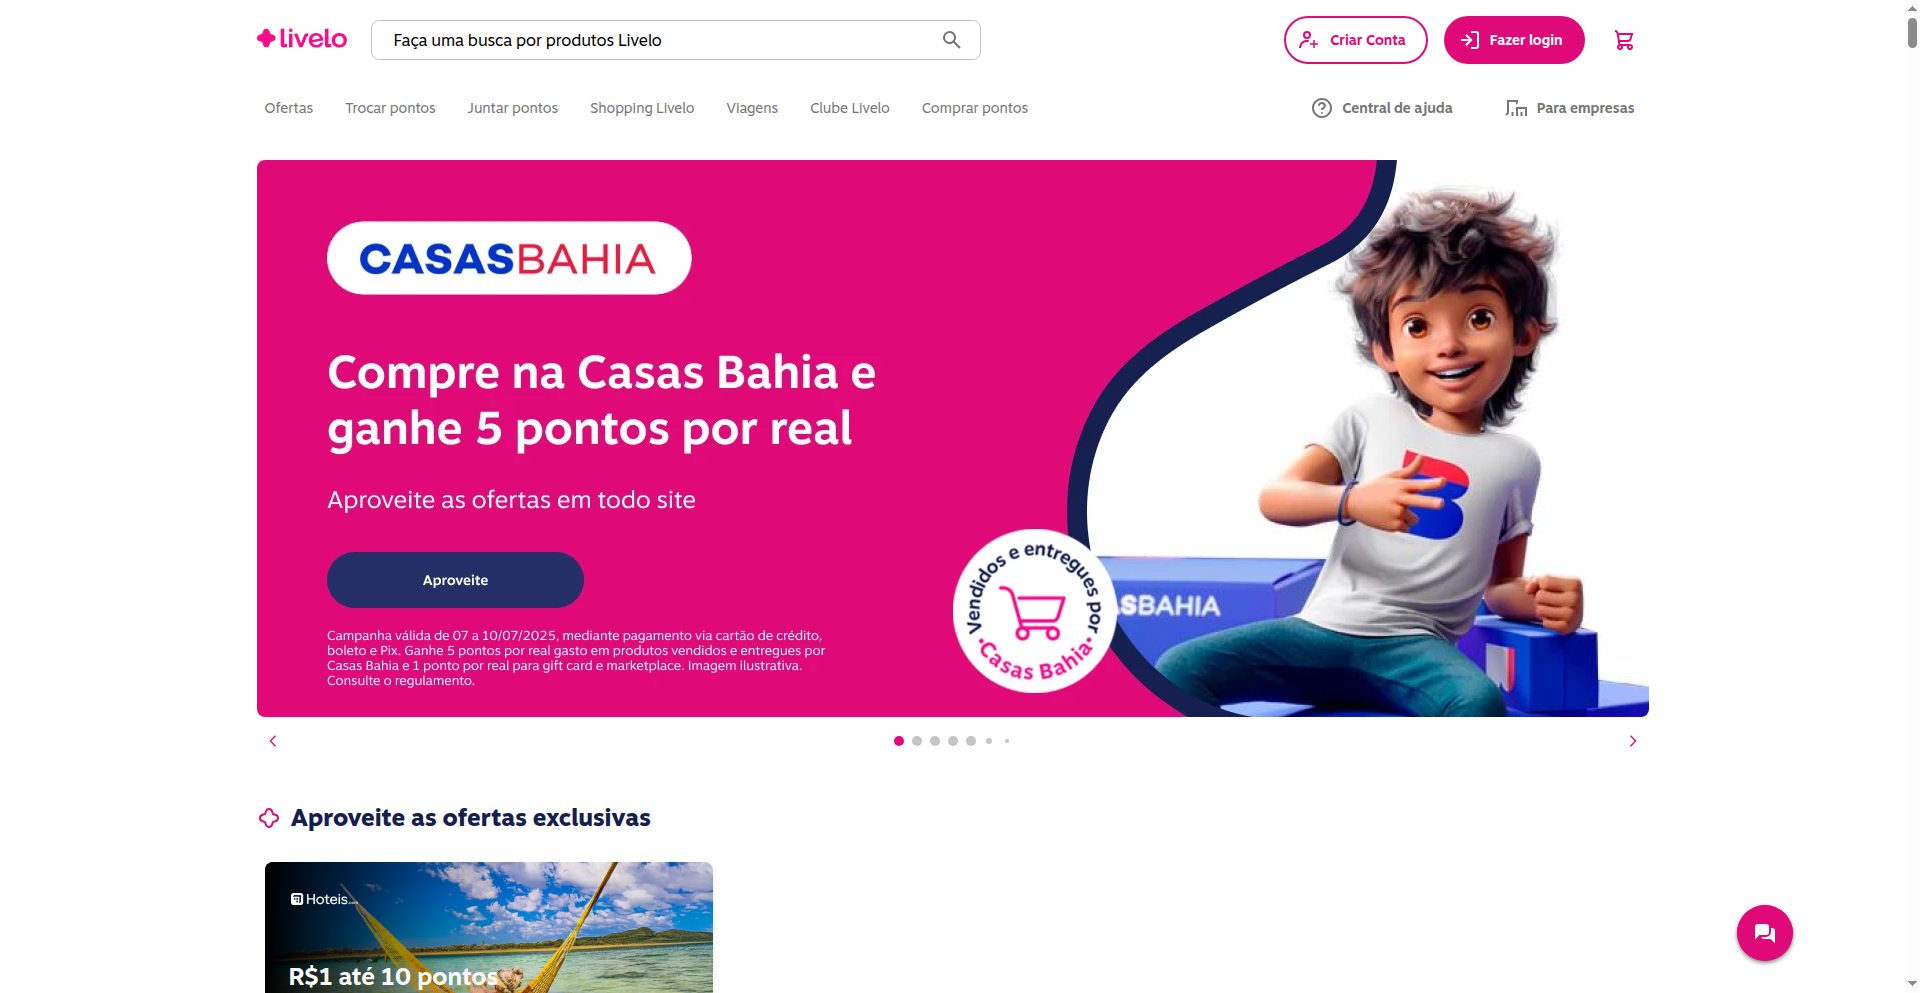 livelo
Faça uma busca por produtos Livelo
Criar Conta
Fazer login
Ofertas
Trocar pontos
Juntar pontos
Shopping Livelo
Viagens
Clube Livelo
Comprar pontos
Central de ajuda
Para empresas
CASASBAHIA
Compre na Casas Bahia e
ganhe 5 pontos por real
Aproveite as ofertas em todo site
Aproveite
Campanha válida de 07 a 10/07/2025, mediante pagamento via cartão de crédito,
boleto e Pix. Ganhe 5 pontos por real gasto em produtos vendidos e entregues por
Casas Bahia e 1 ponto por real para gift card e marketplace. Imagem ilustrativa.
Consulte o regulamento.
Vendidos e entregues por
•Casas Bahia•
ASBAHIA
B
Aproveite as ofertas exclusivas
Hoteis.com
R$1 até 10 pontos